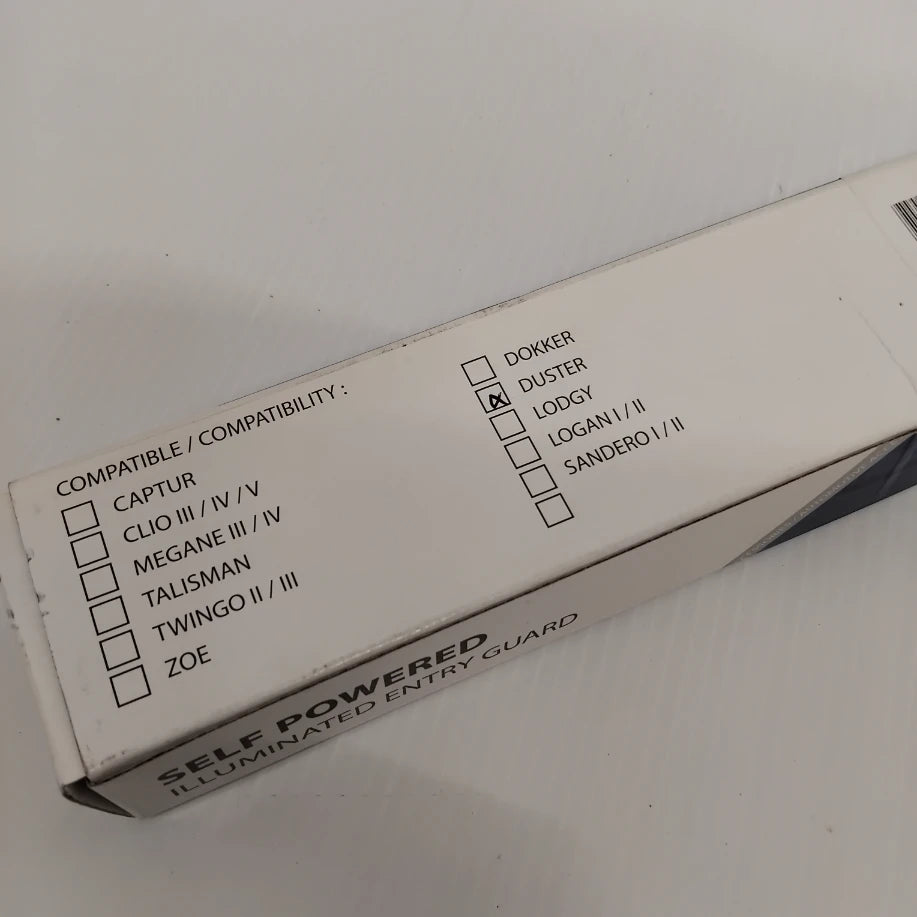 COMPATIBLE / COMPATIBILITY :
CAPTUR
CLIO III / IV / V
MEGANE III / IV
TALISMAN
TWINGO II / III
ZOE
DOKKER
DUSTER
LODGY
LOGAN I / II
SANDERO I / II
SELF POWERED
ILLUMINATED ENTRY GUARD